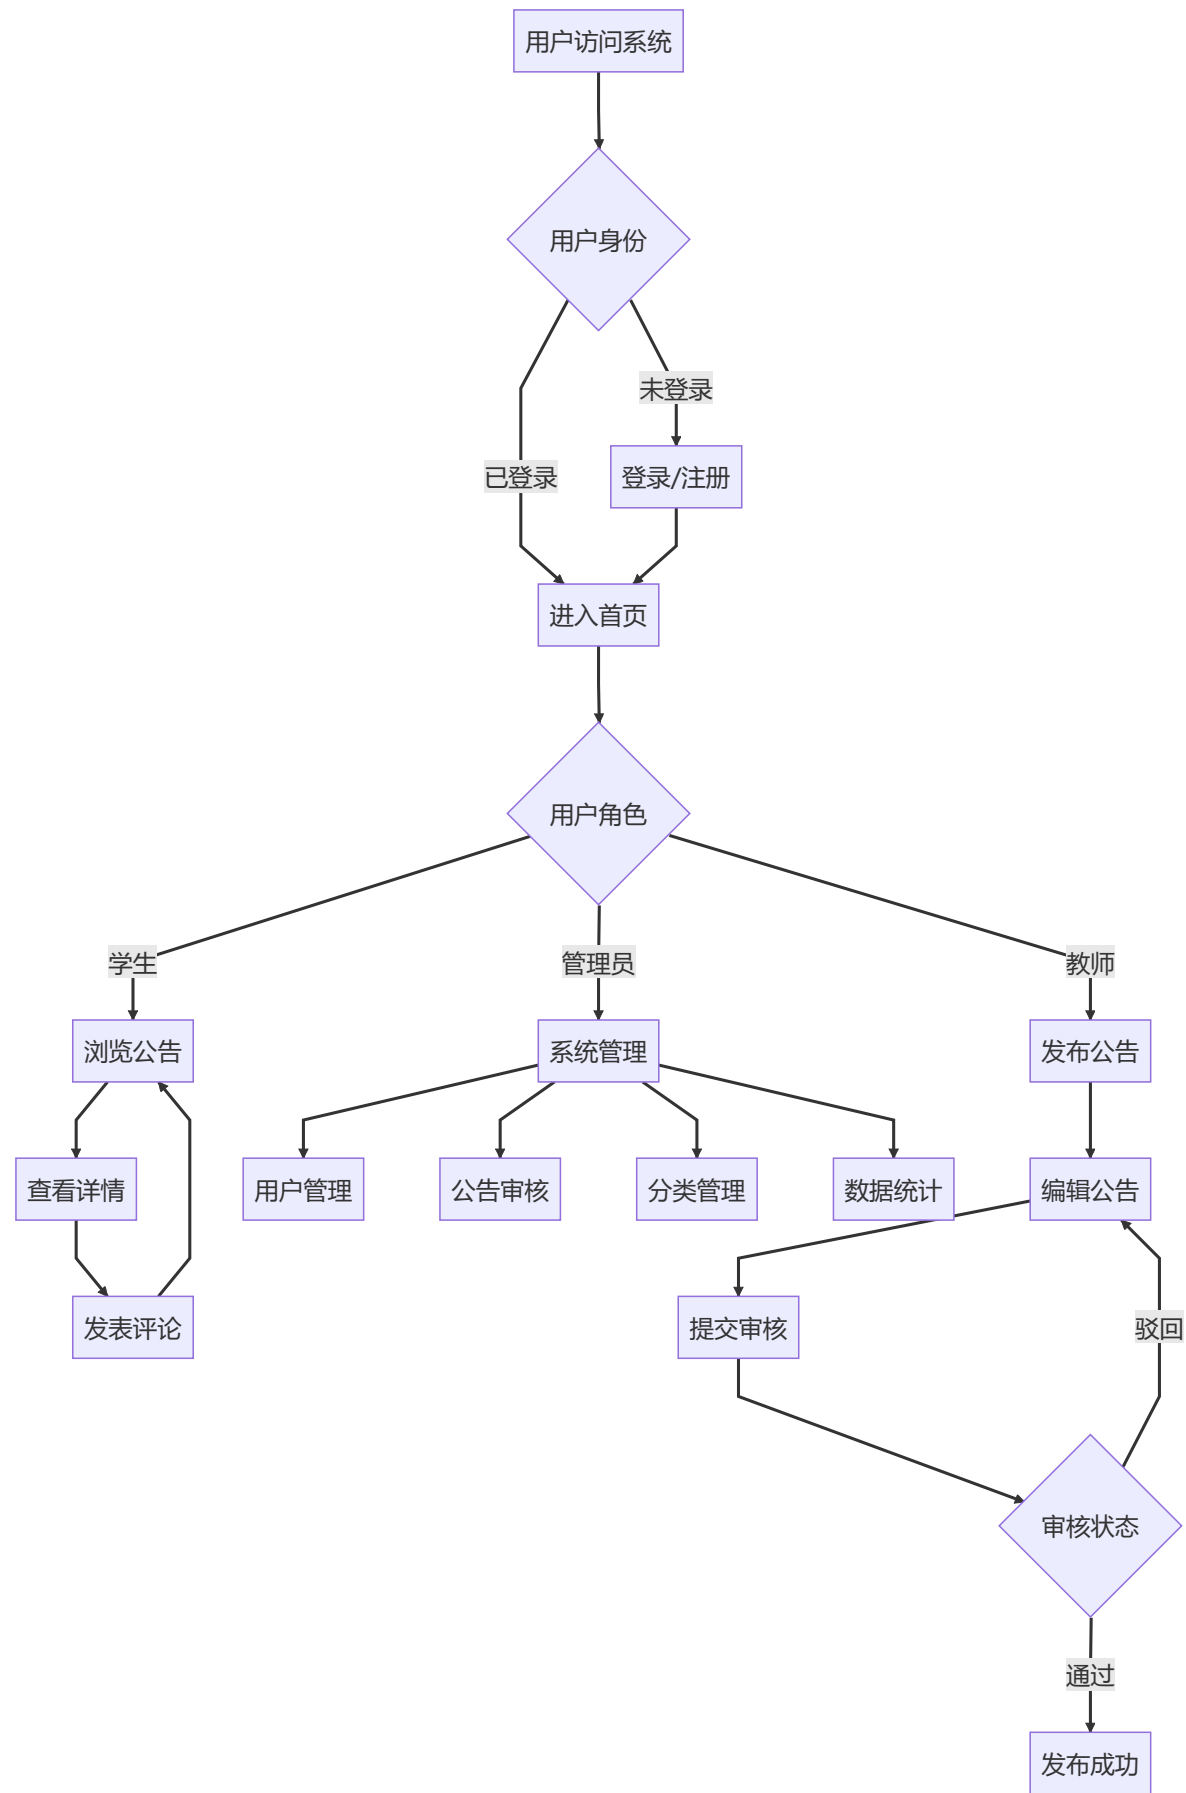 用户访问系统
用户身份
未登录
已登录
登录/注册
进入首页
用户角色
学生
管理员
教师
浏览公告
系统管理
发布公告
查看详情
用户管理
公告审核
分类管理
数据统计
编辑公告
发表评论
提交审核
驳回
审核状态
通过
发布成功